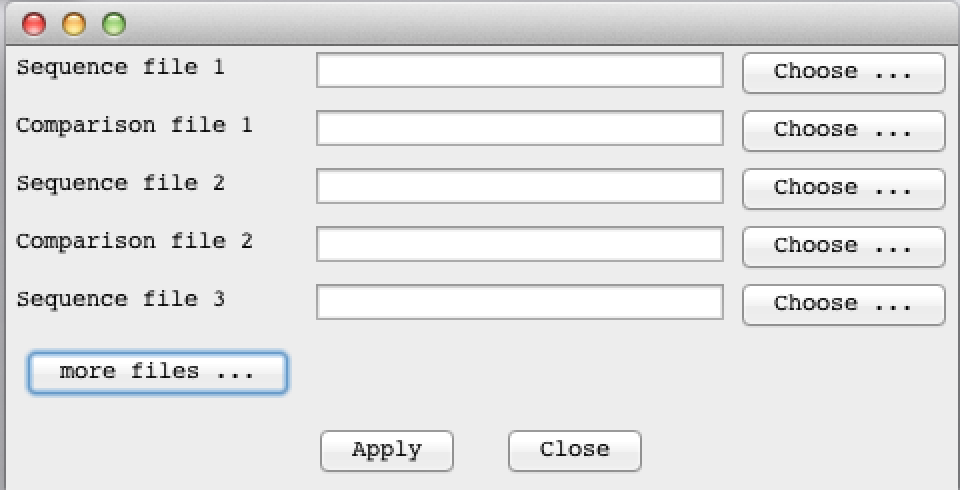 Sequence file 1 Choose ...
Comparison file 1 Choose ...
Sequence file 2 Choose ...
Comparison file 2 Choose ...
Sequence file 3 Choose ...
more files ...
Apply Close